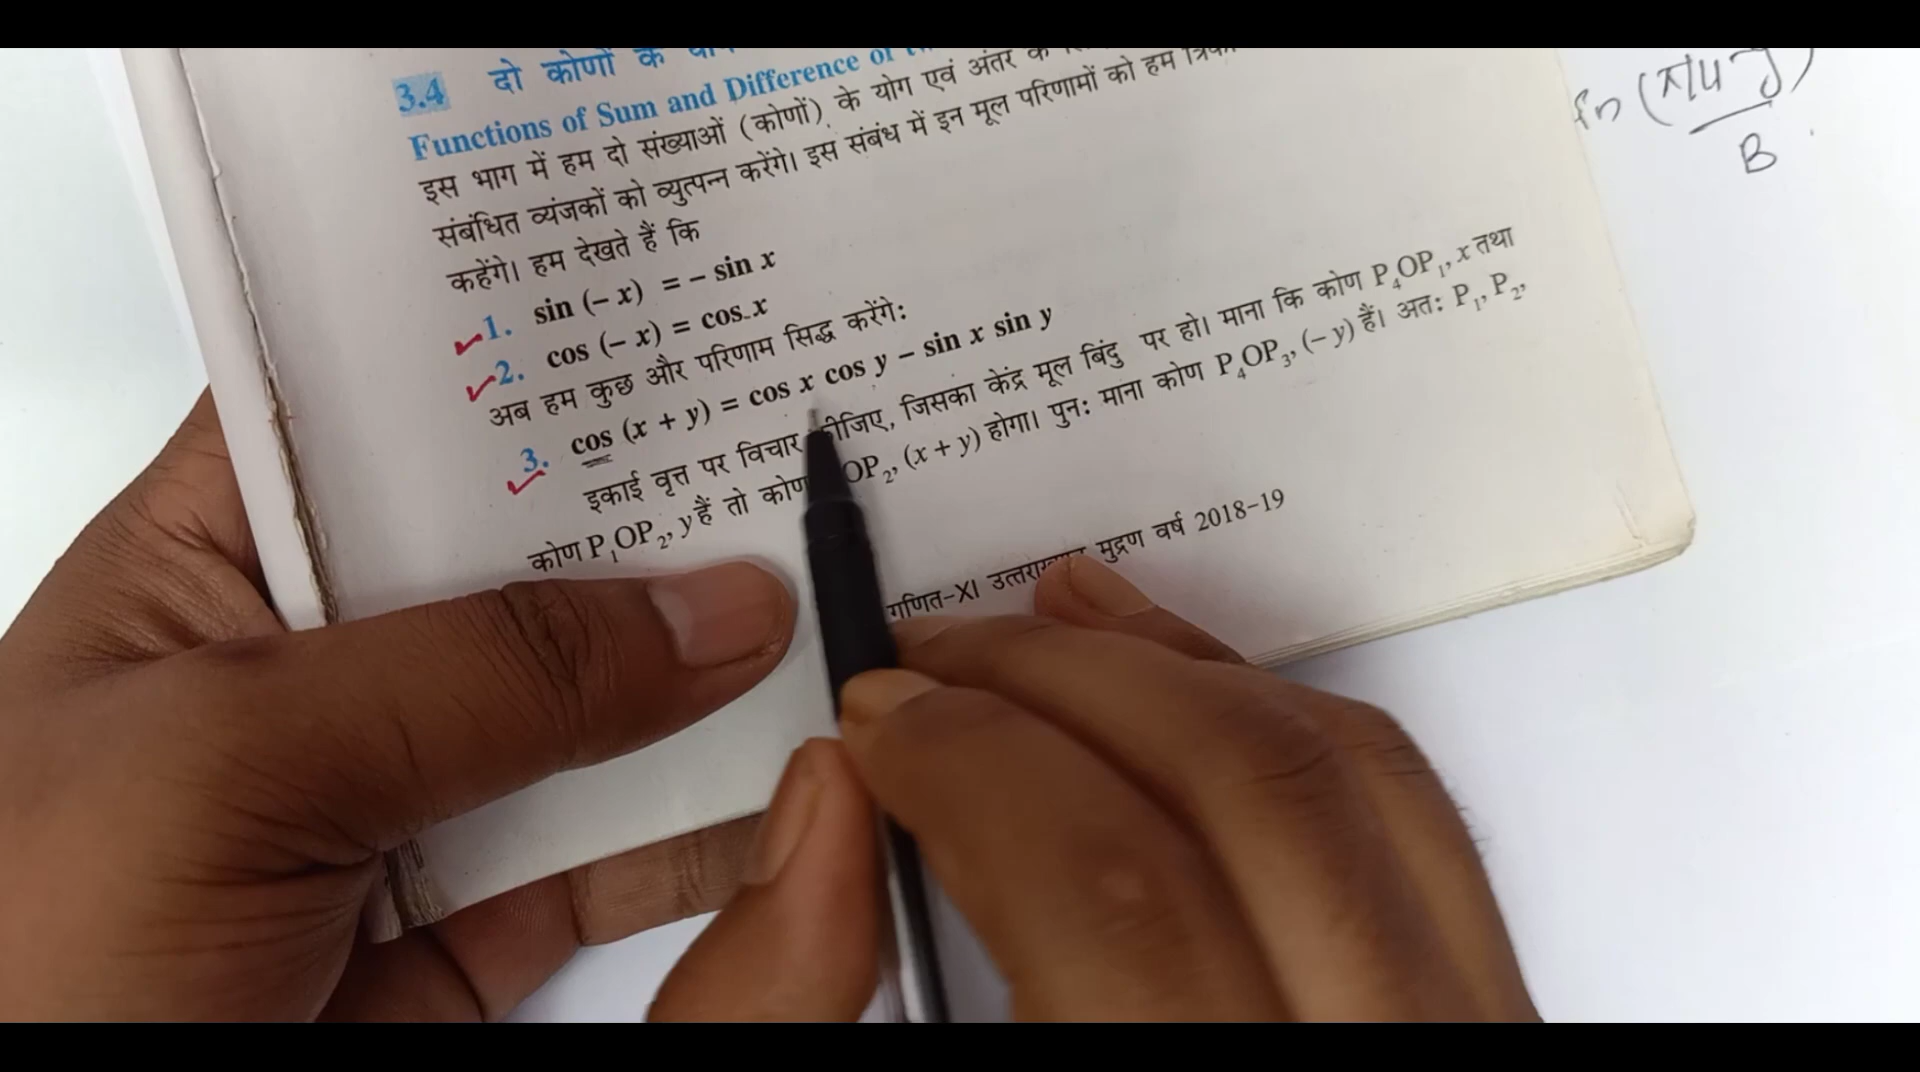 3.4 दो कोणों के
Functions of Sum and Difference of
इस भाग में हम दो संख्याओं (कोणों) के योग एवं अंतर के
संबंधित व्यंजकों को व्युत्पन्न करेंगे। इस संबंध में इन मूल परिणामों को हम
कहेंगे। हम देखते हैं कि
1. sin (– x) = – sin x
2. cos (– x) = cos x
अब हम कुछ और परिणाम सिद्ध करेंगे:
3. cos (x + y) = cos x cos y – sin x sin y
इकाई वृत्त पर विचार कीजिए, जिसका केंद्र मूल बिंदु पर हो। माना कि कोण P₄OP₁, x तथा
कोण P₁OP₂, y हैं तो कोण OP₂, (x + y) होगा। पुन: माना कोण P₄OP₃, (– y) हैं। अत: P₁, P₂,
गणित-XI उत्तराखण्ड मुद्रण वर्ष 2018-19
B